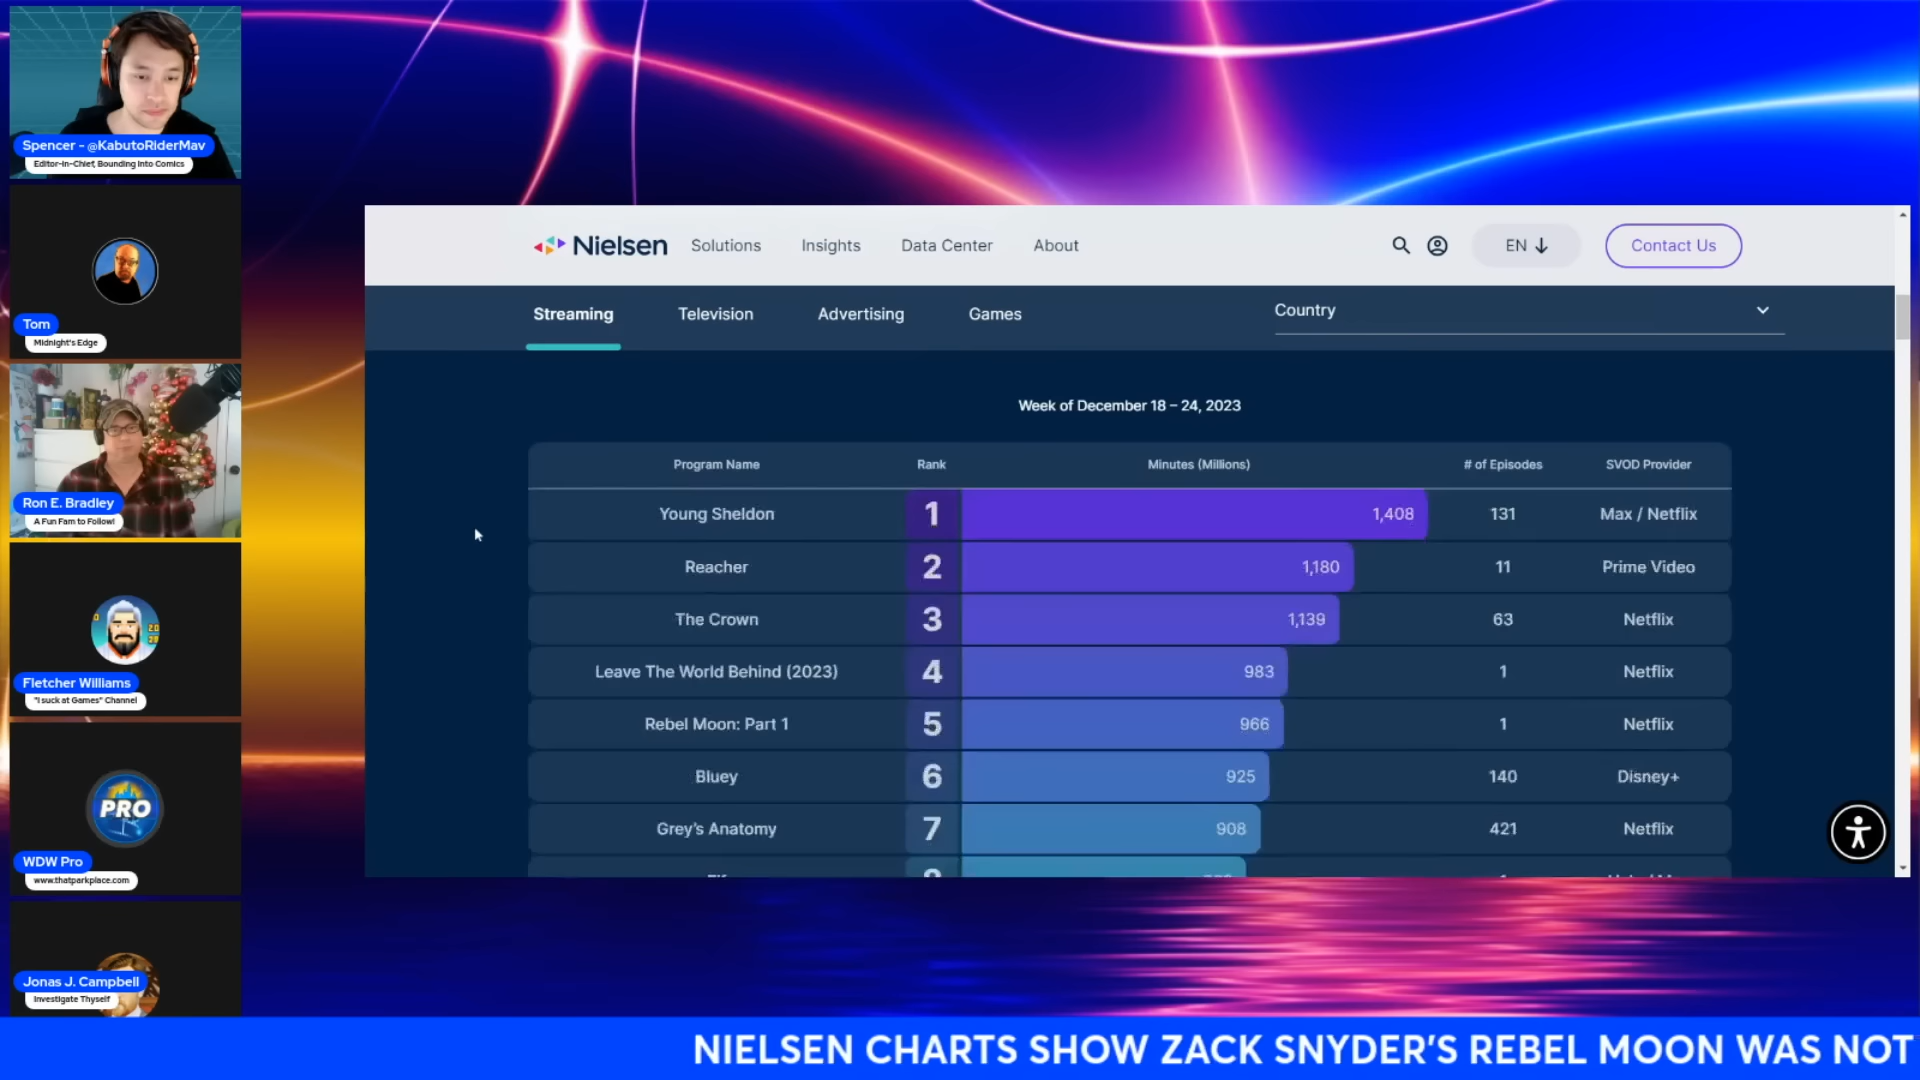 Spencer - @KabutoRiderMav
Editor-in-Chief, Bounding Into Comics
Tom
Midnight's Edge
Ron E. Bradley
A Fun Fam to Follow!
Fletcher Williams
"I suck at Games" Channel
PRO
WDW Pro
www.thatparkplace.com
Jonas J. Campbell
Investigate Thyself
Nielsen Solutions Insights Data Center About EN Contact Us
Streaming Television Advertising Games Country
Week of December 18 – 24, 2023
Program Name Rank Minutes (Millions) # of Episodes SVOD Provider
Young Sheldon 1 1,408 131 Max / Netflix
Reacher 2 1,180 11 Prime Video
The Crown 3 1,139 63 Netflix
Leave The World Behind (2023) 4 983 1 Netflix
Rebel Moon: Part 1 5 966 1 Netflix
Bluey 6 925 140 Disney+
Grey's Anatomy 7 908 421 Netflix
NIELSEN CHARTS SHOW ZACK SNYDER'S REBEL MOON WAS NOT